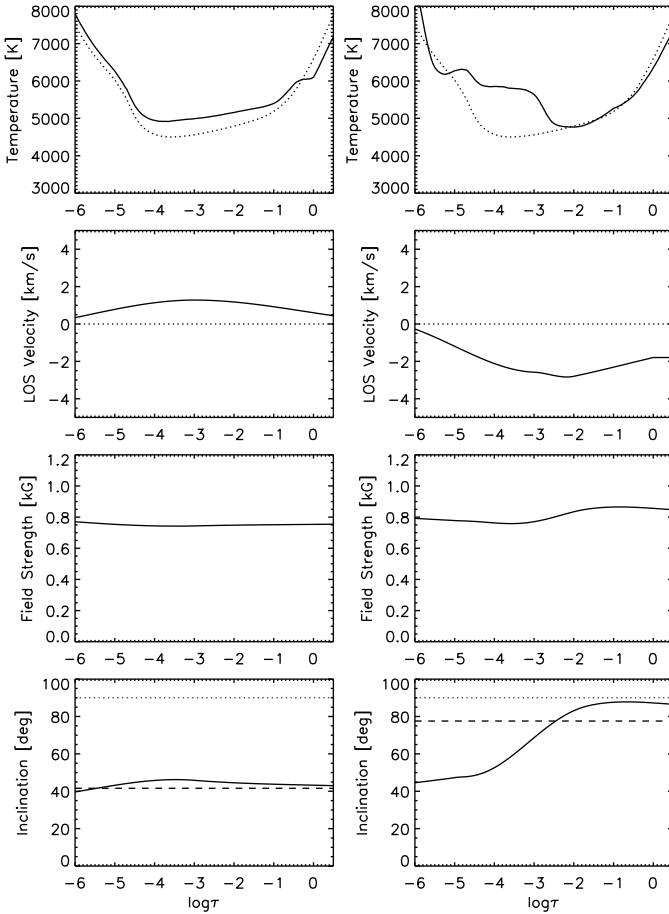 Temperature [K]
8000
7000
6000
5000
4000
3000
−6 −5 −4 −3 −2 −1 0
Temperature [K]
8000
7000
6000
5000
4000
3000
−6 −5 −4 −3 −2 −1 0
LOS Velocity [km/s]
4
2
0
−2
−4
−6 −5 −4 −3 −2 −1 0
LOS Velocity [km/s]
4
2
0
−2
−4
−6 −5 −4 −3 −2 −1 0
Field Strength [kG]
1.2
1.0
0.8
0.6
0.4
0.2
0.0
−6 −5 −4 −3 −2 −1 0
Field Strength [kG]
1.2
1.0
0.8
0.6
0.4
0.2
0.0
−6 −5 −4 −3 −2 −1 0
Inclination [deg]
100
80
60
40
20
0
−6 −5 −4 −3 −2 −1 0
logτ
Inclination [deg]
100
80
60
40
20
0
−6 −5 −4 −3 −2 −1 0
logτ